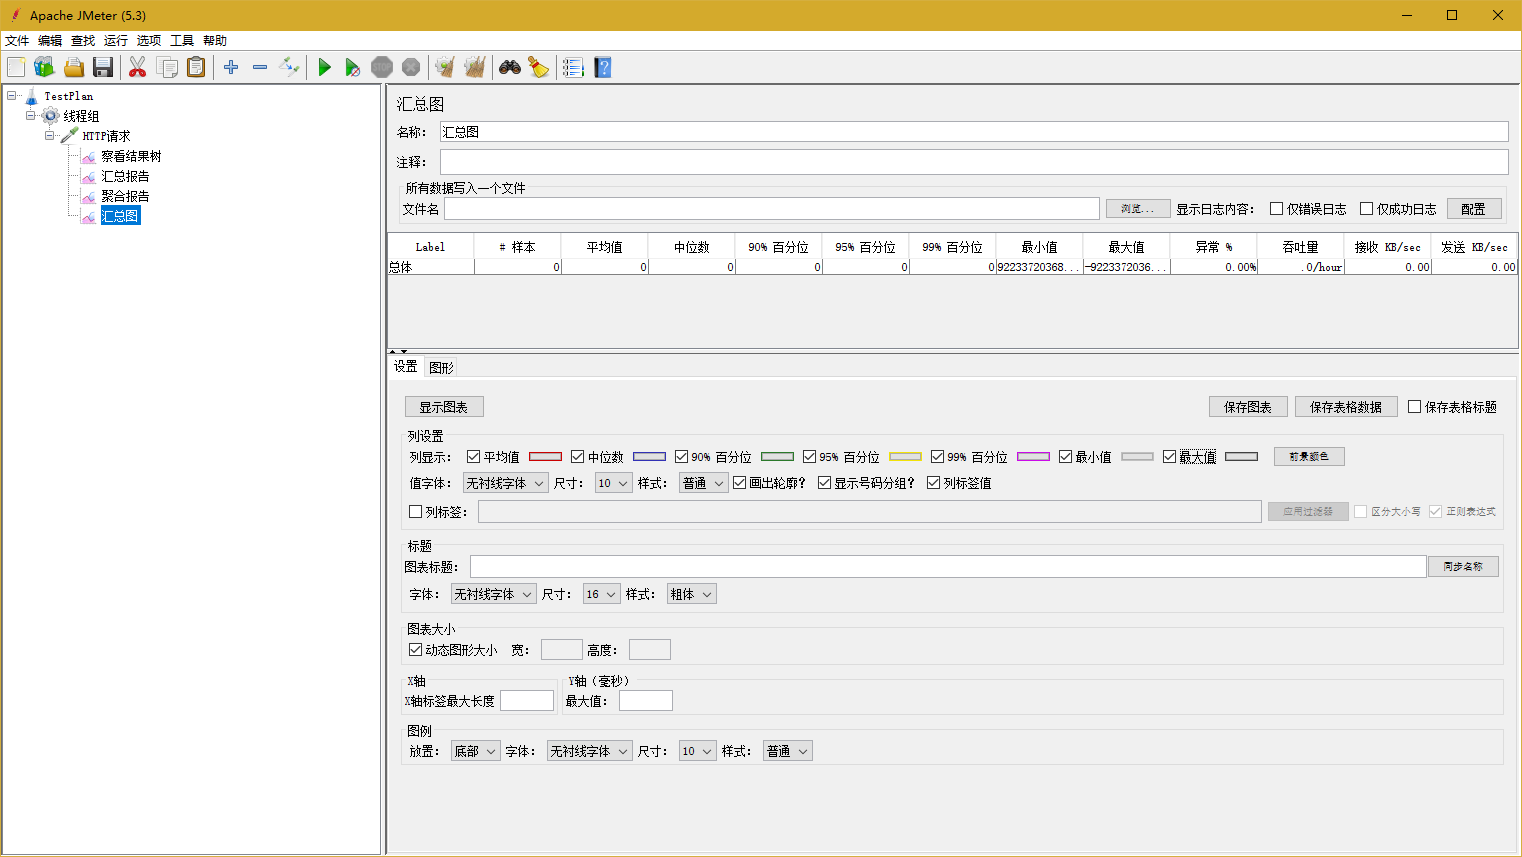 Apache JMeter (5.3)
文件 编辑 查找 运行 选项 工具 帮助
TestPlan
线程组
HTTP请求
察看结果树
汇总报告
聚合报告
汇总图
汇总图
名称： 汇总图
注释：
所有数据写入一个文件
文件名 浏览... 显示日志内容： 仅错误日志 仅成功日志 配置
Label # 样本 平均值 中位数 90% 百分位 95% 百分位 99% 百分位 最小值 最大值 异常 % 吞吐量 接收 KB/sec 发送 KB/sec
总体 0 0 0 0 0 0 92233720368... -9223372036... 0.00% .0/hour 0.00 0.00
设置 图形
显示图表 保存图表 保存表格数据 保存表格标题
列设置
列显示： 平均值 中位数 90% 百分位 95% 百分位 99% 百分位 最小值 最大值 前景颜色
值字体： 无衬线字体 尺寸： 10 样式： 普通 画出轮廓? 显示号码分组? 列标签值
列标签： 应用过滤器 区分大小写 正则表达式
标题
图表标题： 同步名称
字体： 无衬线字体 尺寸： 16 样式： 粗体
图表大小
动态图形大小 宽： 高度：
X轴 Y轴（毫秒）
X轴标签最大长度 最大值：
图例
放置： 底部 字体： 无衬线字体 尺寸： 10 样式： 普通